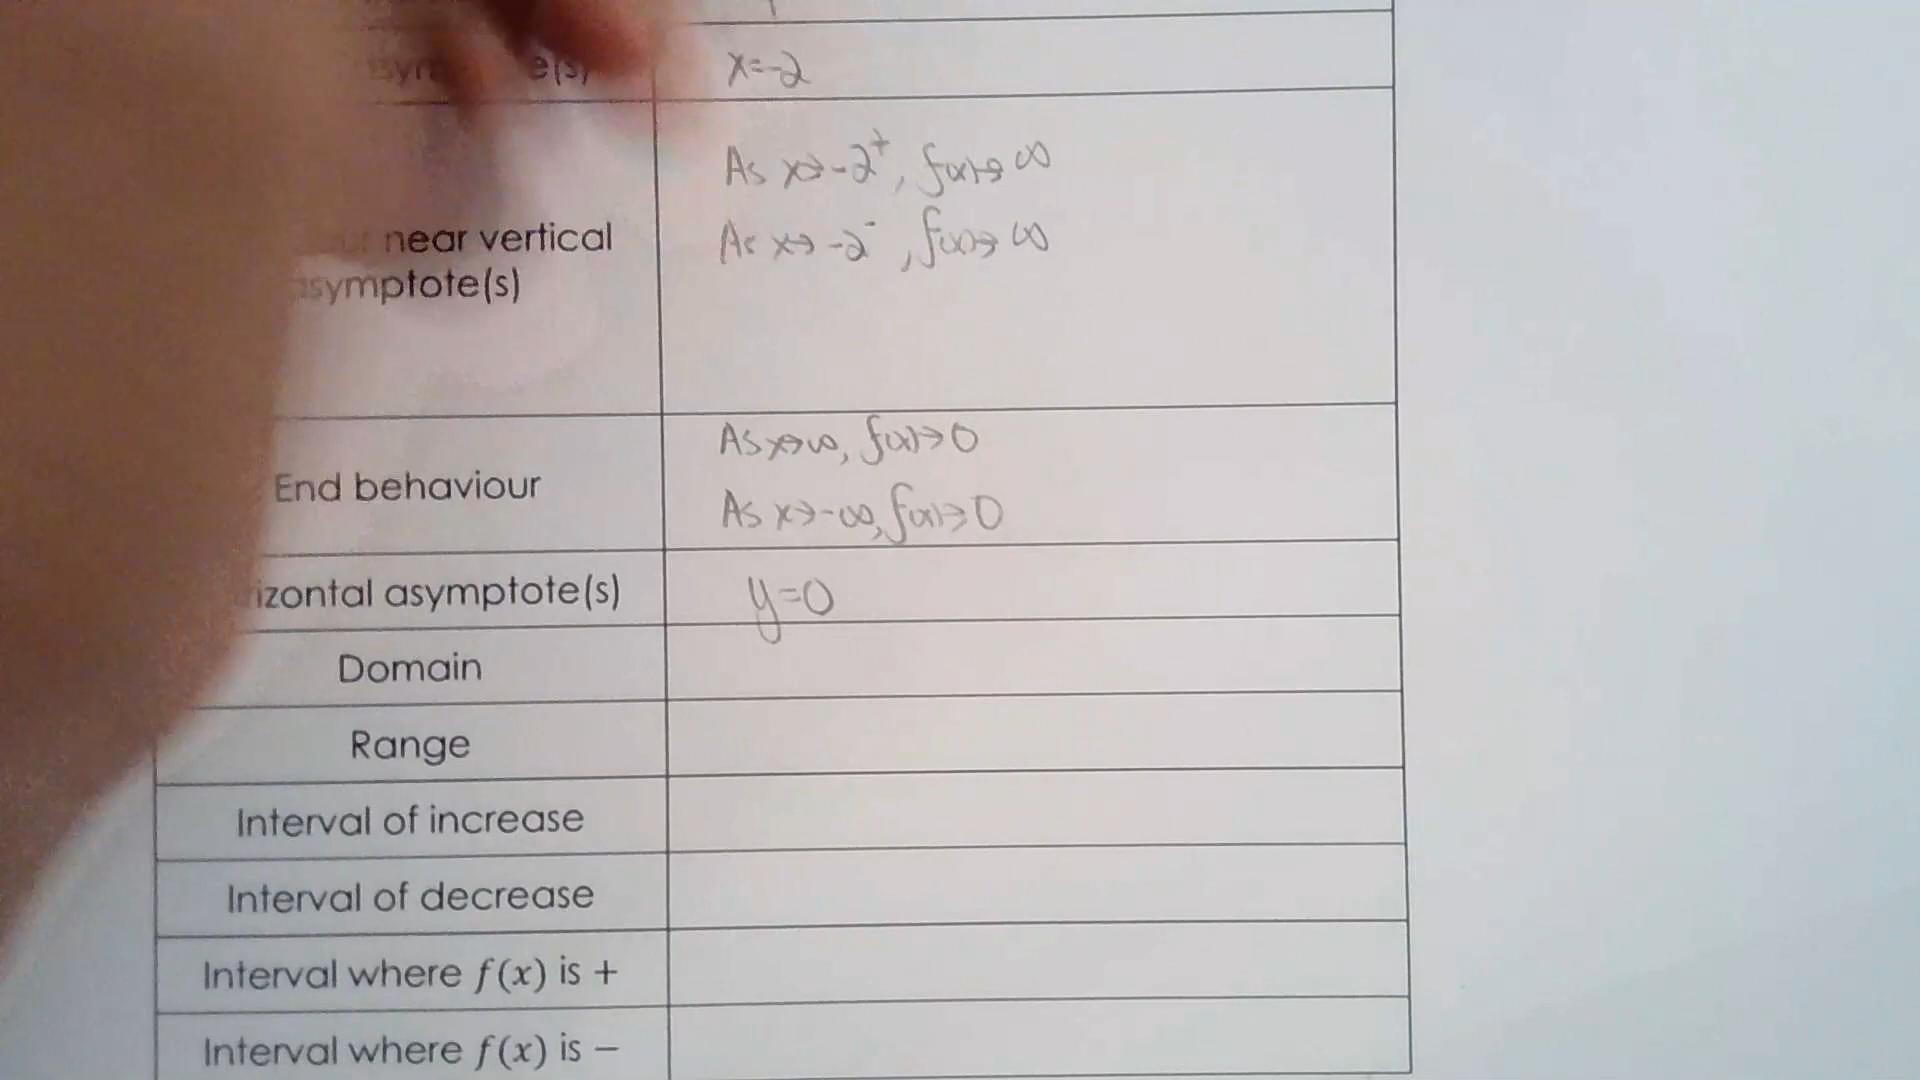 x=-2
As x→-2⁺, f(x)→∞
near vertical
As x→-2⁻, f(x)→∞
asymptote(s)
As x→∞, f(x)→0
End behaviour
As x→-∞, f(x)→0
izontal asymptote(s) y=0
Domain
Range
Interval of increase
Interval of decrease
Interval where f(x) is +
Interval where f(x) is −